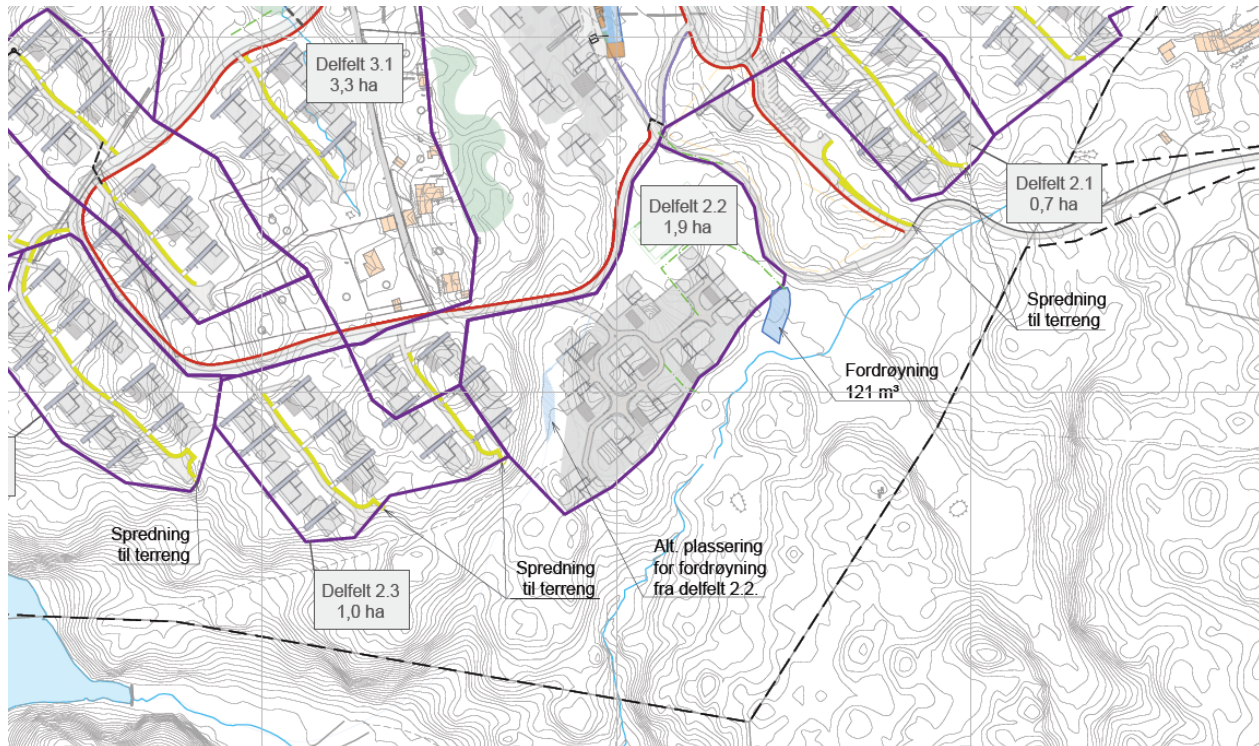 Delfelt 3.1
3,3 ha
Delfelt 2.1
0,7 ha
Delfelt 2.2
1,9 ha
Spredning
til terreng
Fordrøyning
121 m³
Spredning
til terreng
Spredning
til terreng
Alt. plassering
for fordrøyning
fra delfelt 2.2.
Delfelt 2.3
1,0 ha